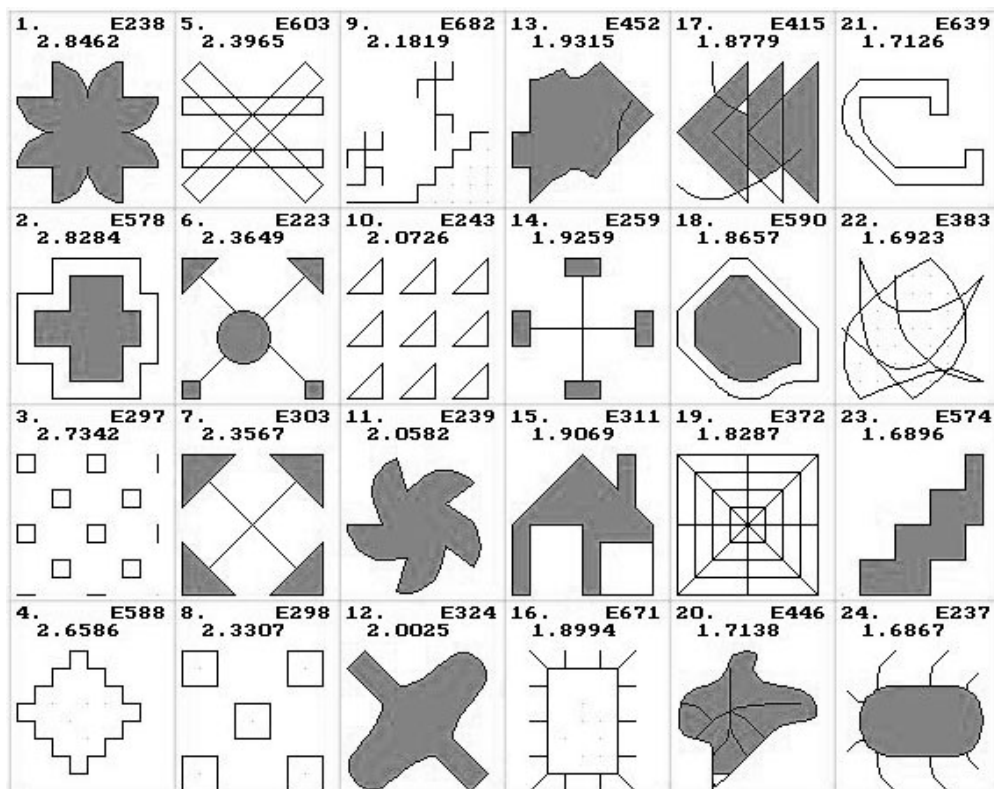 1. E238 5. E603 9. E682 13. E452 17. E415 21. E639
2.8462 2.3965 2.1819 1.9315 1.8779 1.7126
2. E578 6. E223 10. E243 14. E259 18. E590 22. E383
2.8284 2.3649 2.0726 1.9259 1.8657 1.6923
3. E297 7. E303 11. E239 15. E311 19. E372 23. E574
2.7342 2.3567 2.0582 1.9069 1.8287 1.6896
4. E588 8. E298 12. E324 16. E671 20. E446 24. E237
2.6586 2.3307 2.0025 1.8994 1.7138 1.6867